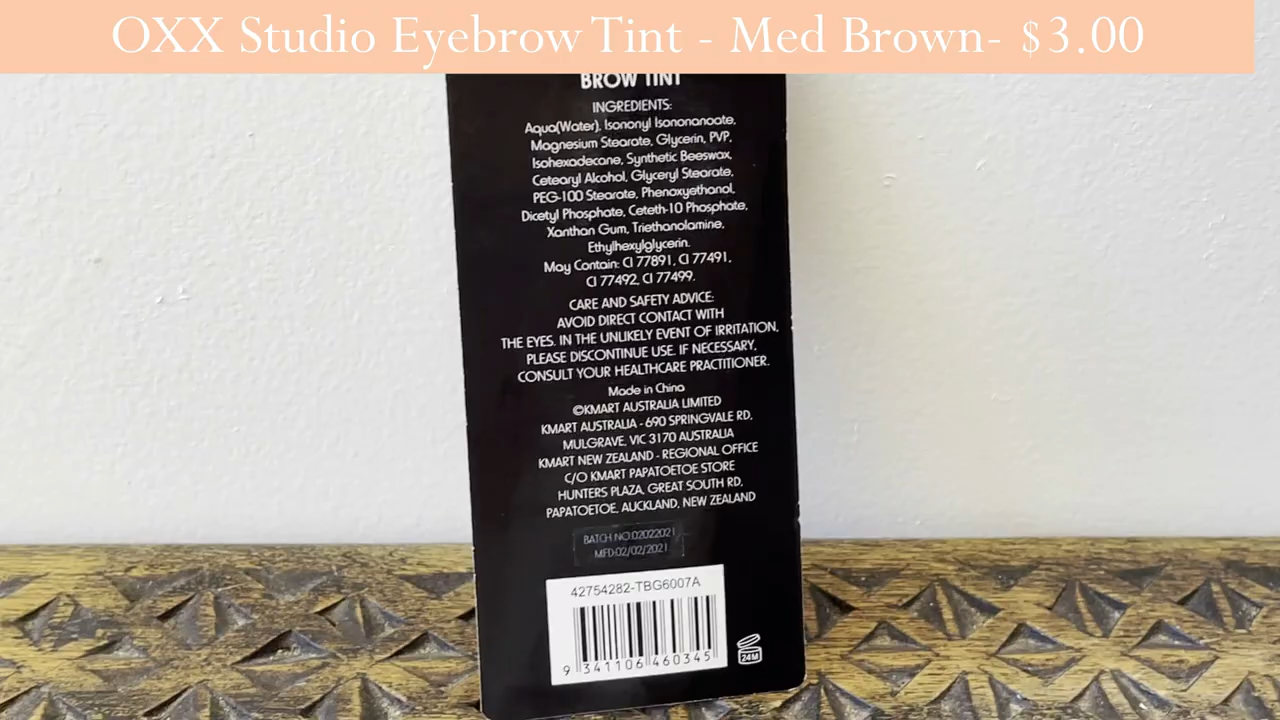 OXX Studio Eyebrow Tint - Med Brown- $3.00
BROW TINT
INGREDIENTS:
Aqua(Water), Isononyl Isononanoate,
Magnesium Stearate, Glycerin, PVP,
Isohexadecane, Synthetic Beeswax,
Cetearyl Alcohol, Glyceryl Stearate,
PEG-100 Stearate, Phenoxyethanol,
Dicetyl Phosphate, Ceteth-10 Phosphate,
Xanthan Gum, Triethanolamine,
Ethylhexylglycerin.
May Contain: CI 77891, CI 77491,
CI 77492, CI 77499.
CARE AND SAFETY ADVICE:
AVOID DIRECT CONTACT WITH
THE EYES. IN THE UNLIKELY EVENT OF IRRITATION,
PLEASE DISCONTINUE USE. IF NECESSARY,
CONSULT YOUR HEALTHCARE PRACTITIONER.
Made in China
©KMART AUSTRALIA LIMITED
KMART AUSTRALIA - 690 SPRINGVALE RD,
MULGRAVE, VIC 3170 AUSTRALIA
KMART NEW ZEALAND - REGIONAL OFFICE
C/O KMART PAPATOETOE STORE
HUNTERS PLAZA, GREAT SOUTH RD,
PAPATOETOE, AUCKLAND, NEW ZEALAND
BATCH NO:02022021
MFD:02/02/2021
42754282-TBG6007A
9 341106 460345
24M